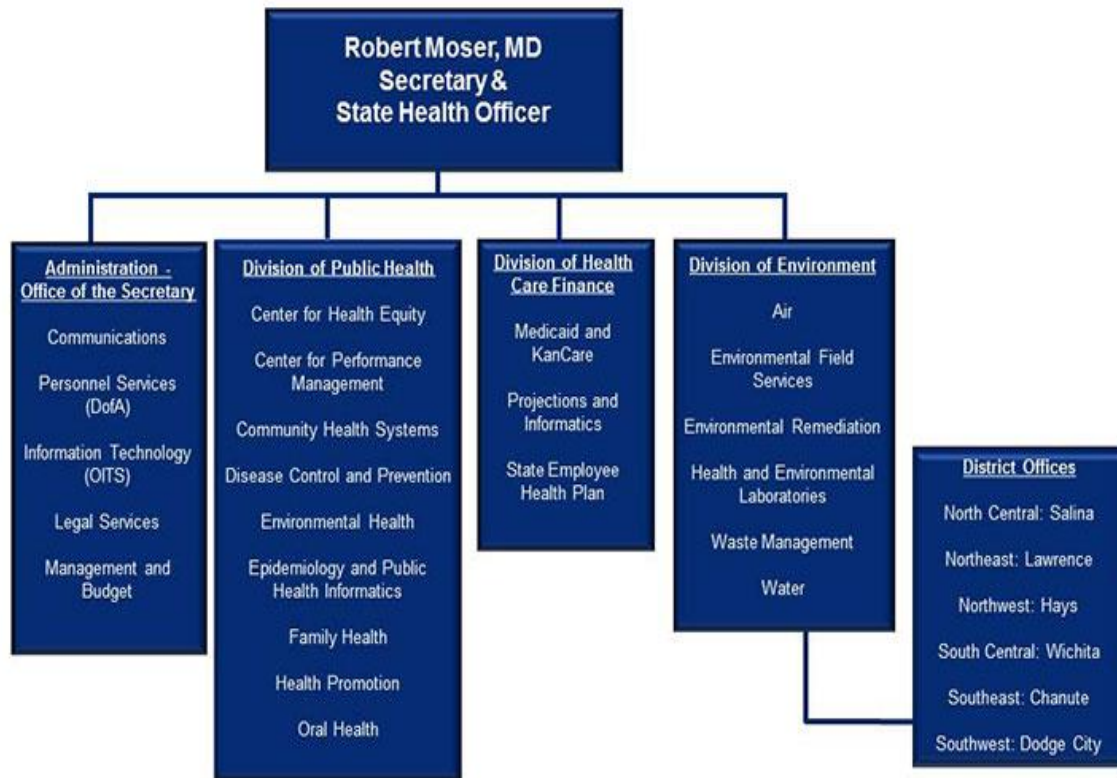 Robert Moser, MD
Secretary &
State Health Officer
Administration -
Office of the Secretary
Communications
Personnel Services
(DofA)
Information Technology
(OITS)
Legal Services
Management and
Budget
Division of Public Health
Center for Health Equity
Center for Performance
Management
Community Health Systems
Disease Control and Prevention
Environmental Health
Epidemiology and Public
Health Informatics
Family Health
Health Promotion
Oral Health
Division of Health
Care Finance
Medicaid and
KanCare
Projections and
Informatics
State Employee
Health Plan
Division of Environment
Air
Environmental Field
Services
Environmental Remediation
Health and Environmental
Laboratories
Waste Management
Water
District Offices
North Central: Salina
Northeast: Lawrence
Northwest: Hays
South Central: Wichita
Southeast: Chanute
Southwest: Dodge City